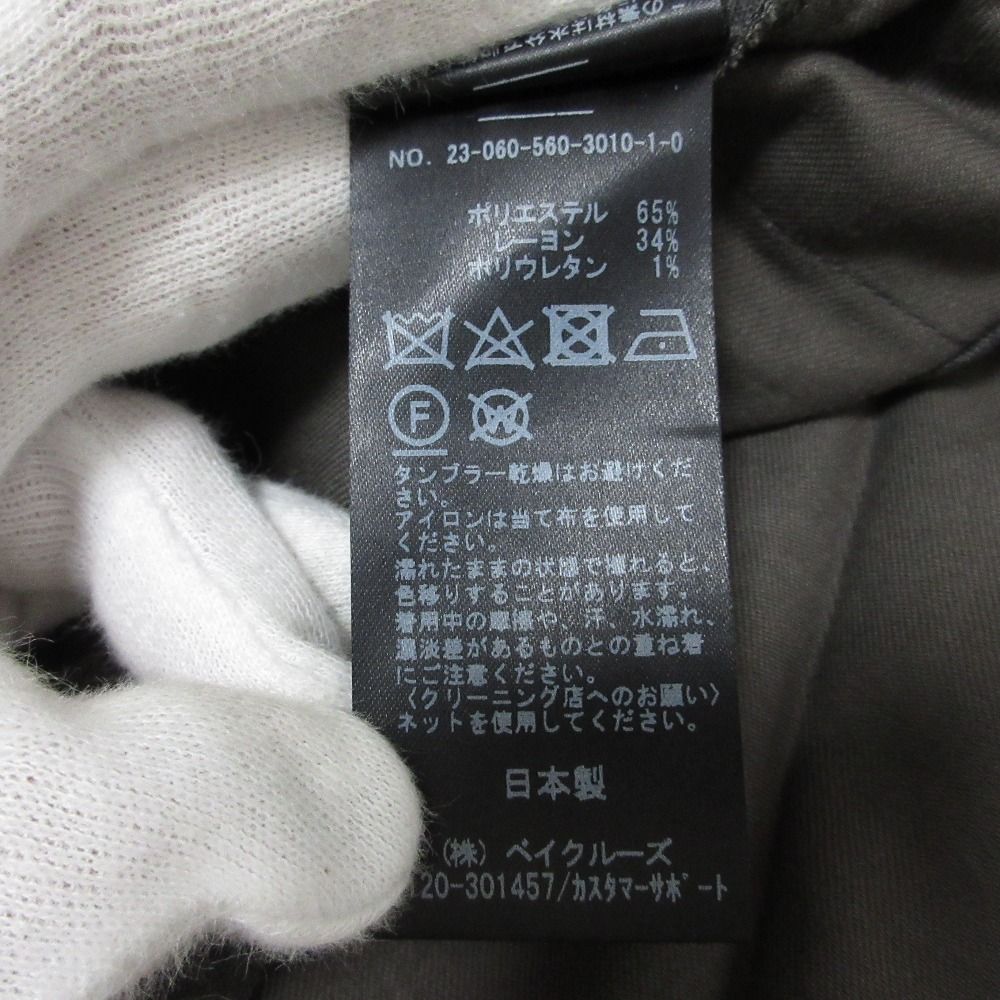 の素材は水分
NO. 23-060-560-3010-1-0
ポリエステル 65%
レーヨン 34%
ポリウレタン 1%
F
W
タンブラー乾燥はお避けくだ
さい。
アイロンは当て布を使用して
ください。
濡れたままの状態で擦れると、
色移りすることがあります。
着用中の摩擦や、汗、水濡れ、
濃淡差があるものとの重ね着
にご注意ください。
〈クリーニング店へのお願い〉
ネットを使用してください。
日本製
(株) ベイクルーズ
120-301457/カスタマーサポート